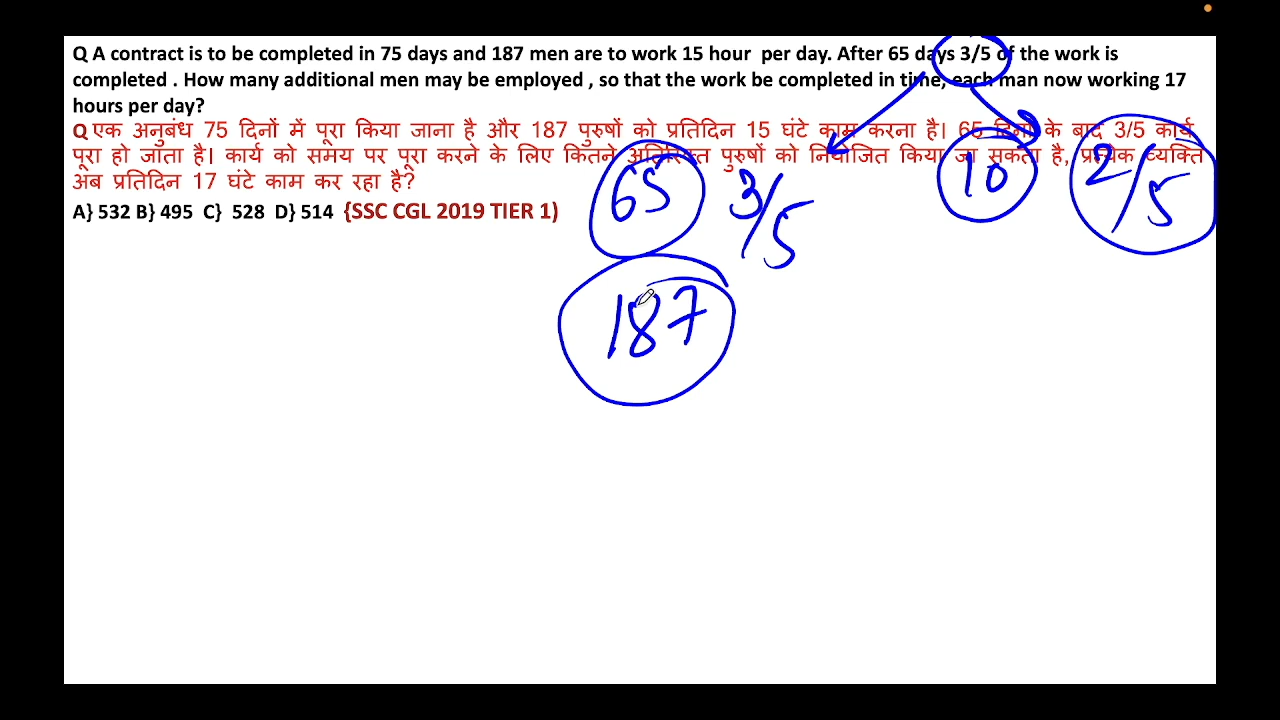 Q A contract is to be completed in 75 days and 187 men are to work 15 hour  per day. After 65 days 3/5 of the work is
completed . How many additional men may be employed , so that the work be completed in time, each man now working 17
hours per day?
Q एक अनुबंध 75 दिनों में पूरा किया जाना है और 187 पुरुषों को प्रतिदिन 15 घंटे काम करना है। 65 दिनों के बाद 3/5 कार्य
पूरा हो जाता है। कार्य को समय पर पूरा करने के लिए कितने अतिरिक्त पुरुषों को नियोजित किया जा सकता है, प्रत्येक व्यक्ति
अब प्रतिदिन 17 घंटे काम कर रहा है?
A} 532 B} 495  C}  528  D} 514  {SSC CGL 2019 TIER 1)
65 3/5 10 2/5
187